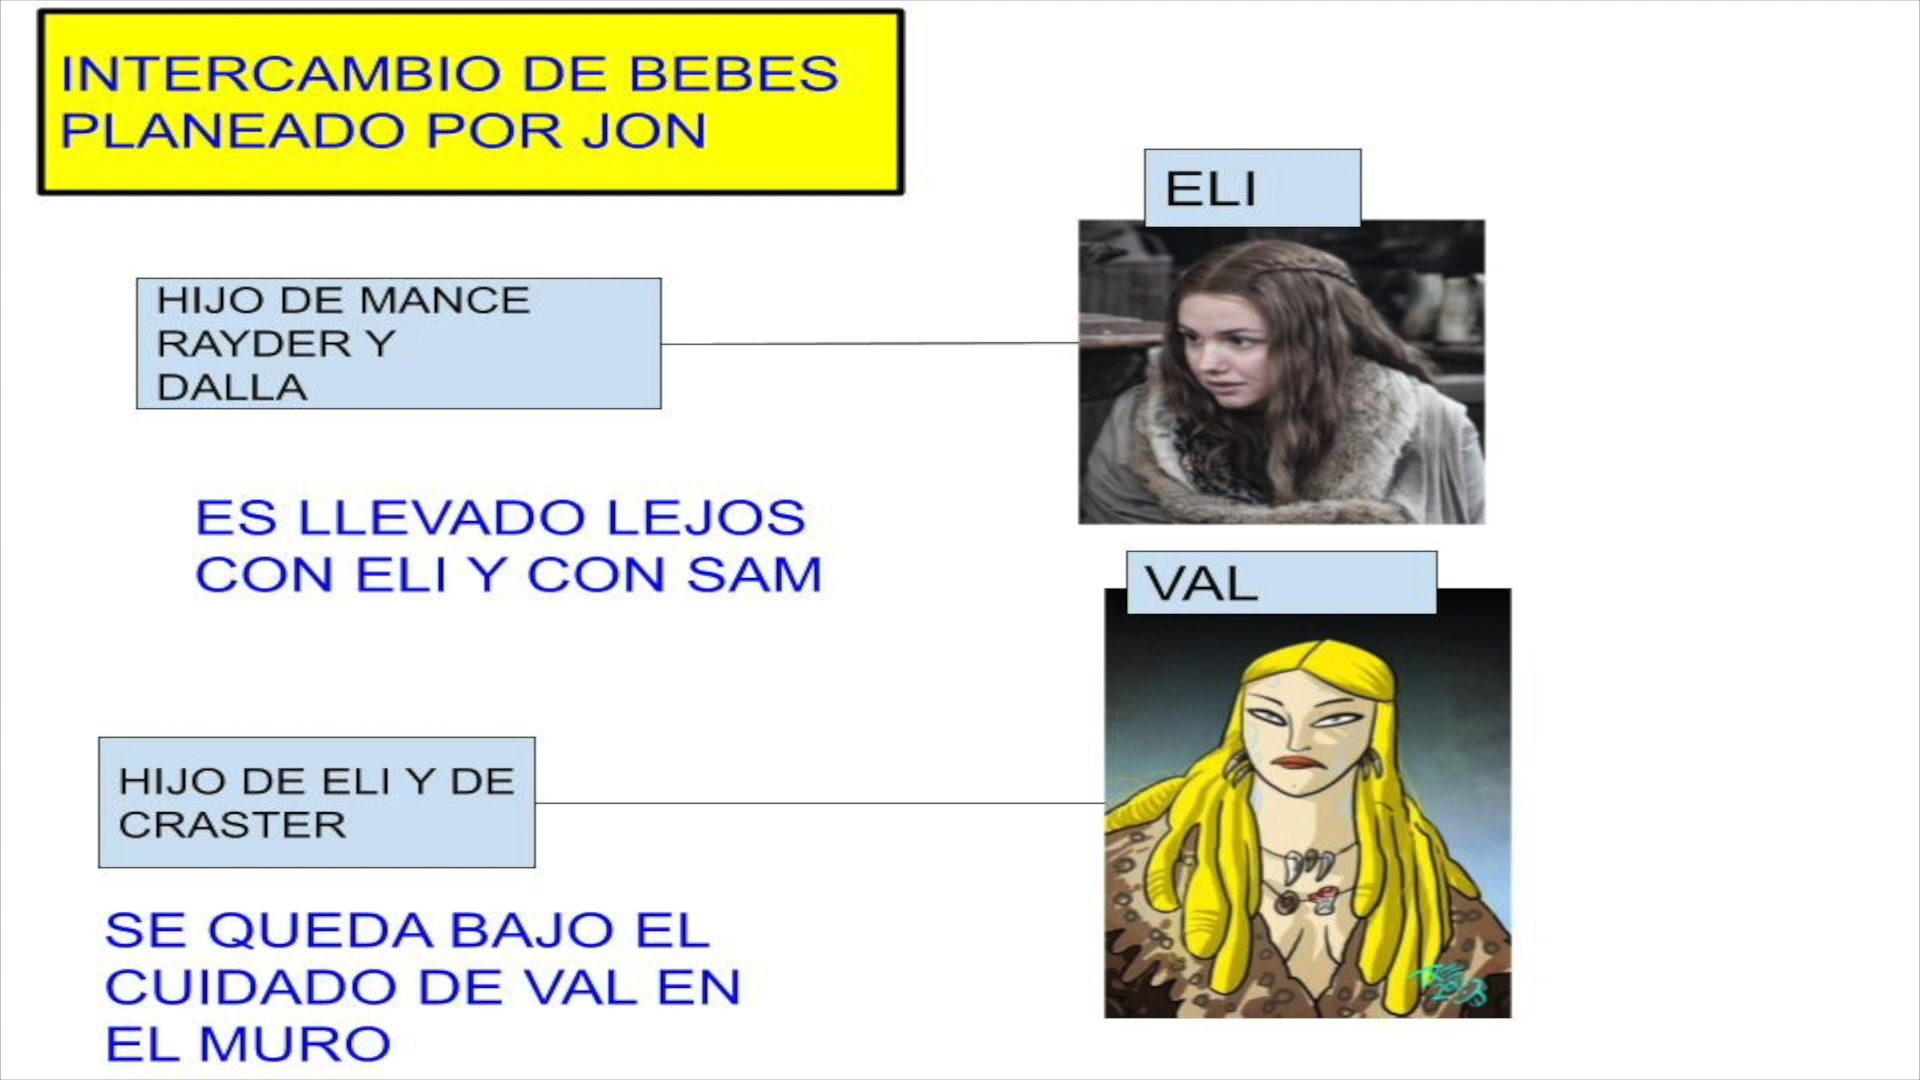 INTERCAMBIO DE BEBES
PLANEADO POR JON
ELI
HIJO DE MANCE
RAYDER Y
DALLA
ES LLEVADO LEJOS
CON ELI Y CON SAM
VAL
HIJO DE ELI Y DE
CRASTER
SE QUEDA BAJO EL
CUIDADO DE VAL EN
EL MURO